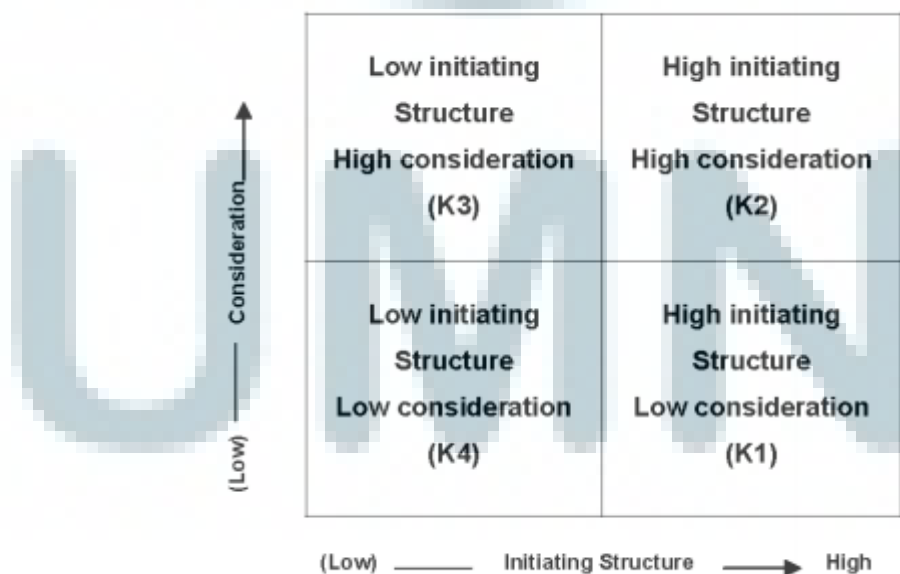 Low initiating
Structure
High consideration
(K3)
High initiating
Structure
High consideration
(K2)
Consideration
(Low)
Low initiating
Structure
Low consideration
(K4)
High initiating
Structure
Low consideration
(K1)
(Low) Initiating Structure High
UMN